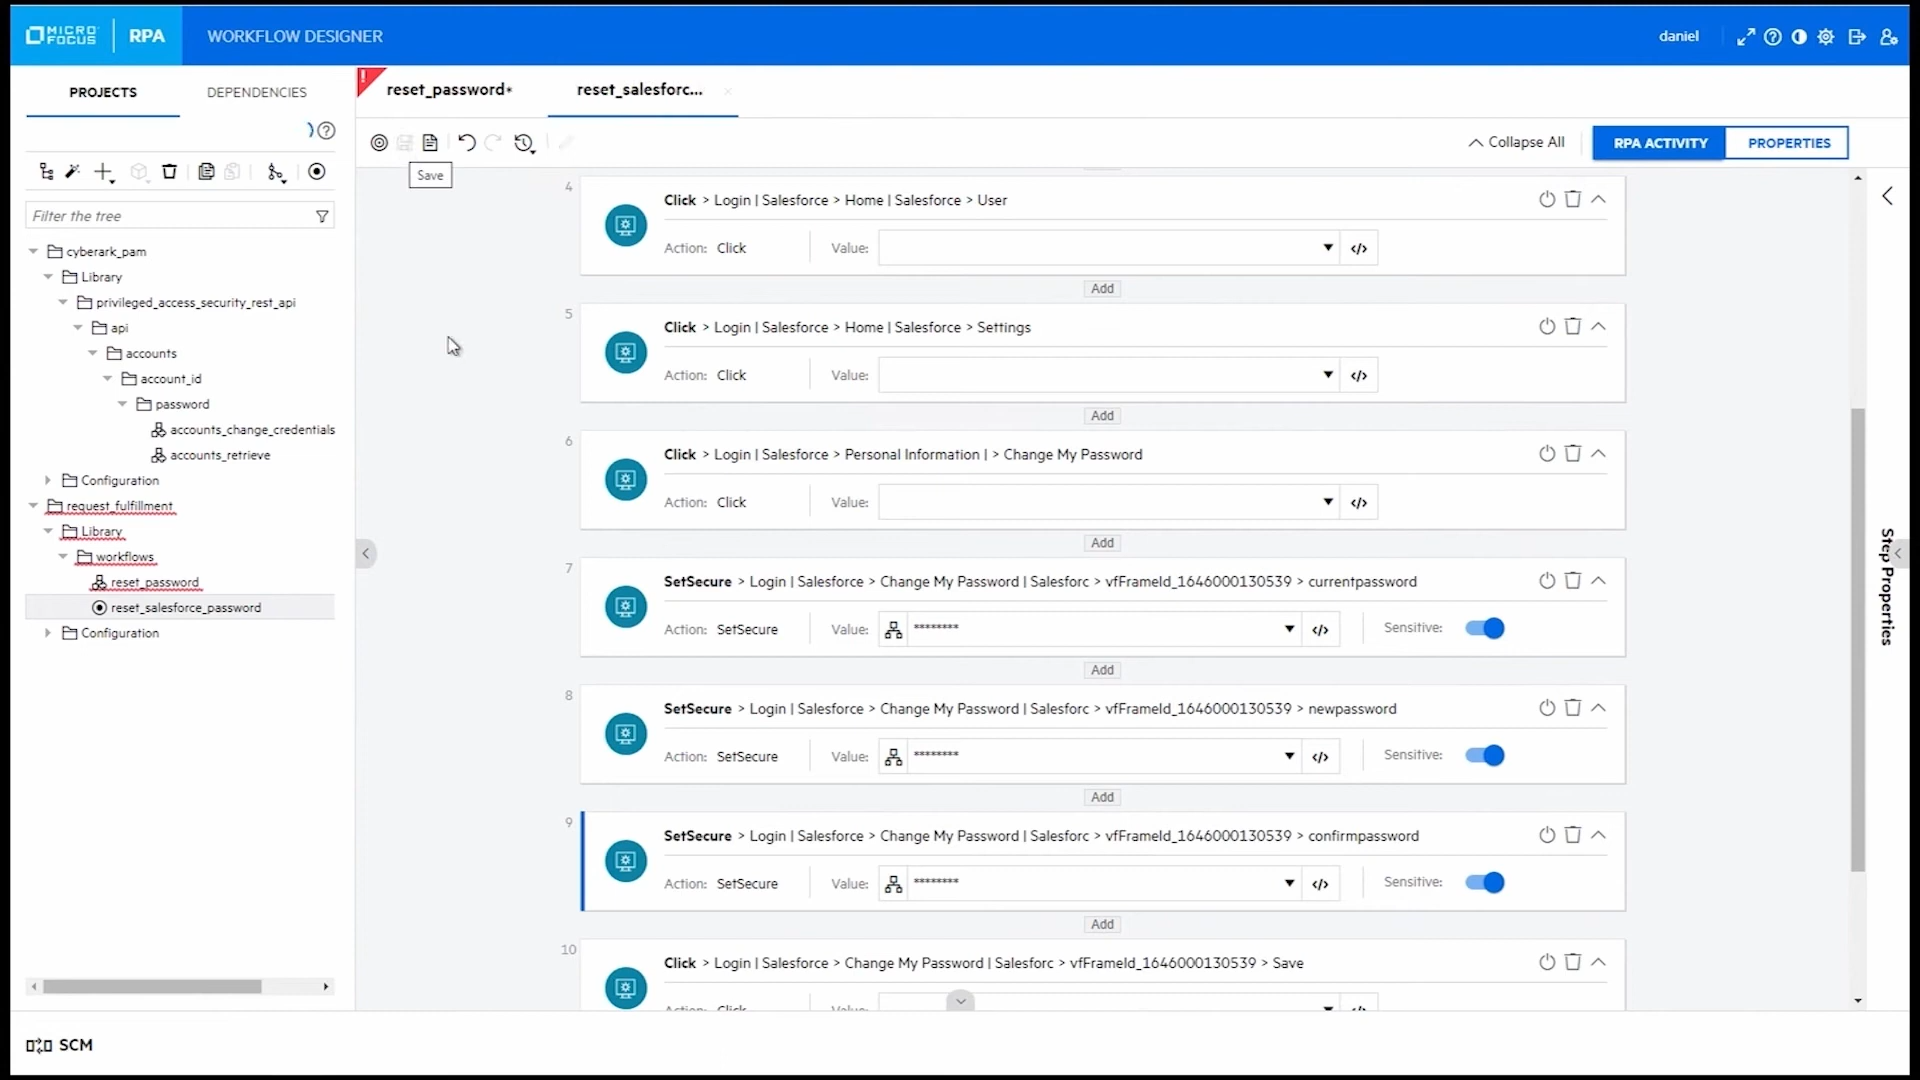 MICRO FOCUS RPA WORKFLOW DESIGNER daniel
PROJECTS DEPENDENCIES
reset_password* reset_salesforc...
Collapse All RPA ACTIVITY PROPERTIES
Save
Filter the tree
cyberark_pam
Library
privileged_access_security_rest_api
api
accounts
account_id
password
accounts_change_credentials
accounts_retrieve
Configuration
request_fulfillment
Library
workflows
reset_password
reset_salesforce_password
Configuration
4 Click > Login | Salesforce > Home | Salesforce > User
Action: Click Value:
Add
5 Click > Login | Salesforce > Home | Salesforce > Settings
Action: Click Value:
Add
6 Click > Login | Salesforce > Personal Information | > Change My Password
Action: Click Value:
Add
7 SetSecure > Login | Salesforce > Change My Password | Salesforc > vfFrameId_1646000130539 > currentpassword
Action: SetSecure Value: ******** Sensitive:
Add
8 SetSecure > Login | Salesforce > Change My Password | Salesforc > vfFrameId_1646000130539 > newpassword
Action: SetSecure Value: ******** Sensitive:
Add
9 SetSecure > Login | Salesforce > Change My Password | Salesforc > vfFrameId_1646000130539 > confirmpassword
Action: SetSecure Value: ******** Sensitive:
Add
10 Click > Login | Salesforce > Change My Password | Salesforc > vfFrameId_1646000130539 > Save
Action: Click Value:
Step Properties
SCM